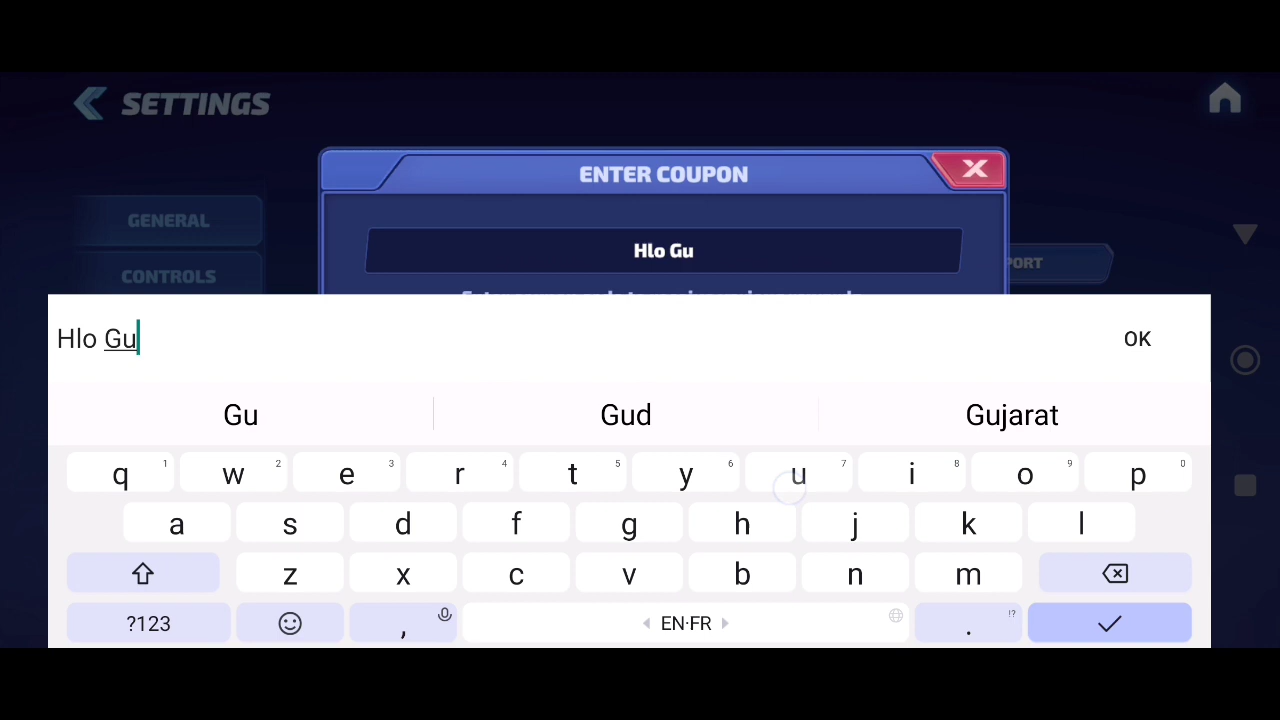 SETTINGS
ENTER COUPON
GENERAL
Hlo Gu
PORT
CONTROLS
Hlo Gu
OK
Gu Gud Gujarat
q 1 w 2 e 3 r 4 t 5 y 6 u 7 i 8 o 9 p 0
a s d f g h j k l
z x c v b n m
?123 , EN·FR . !?